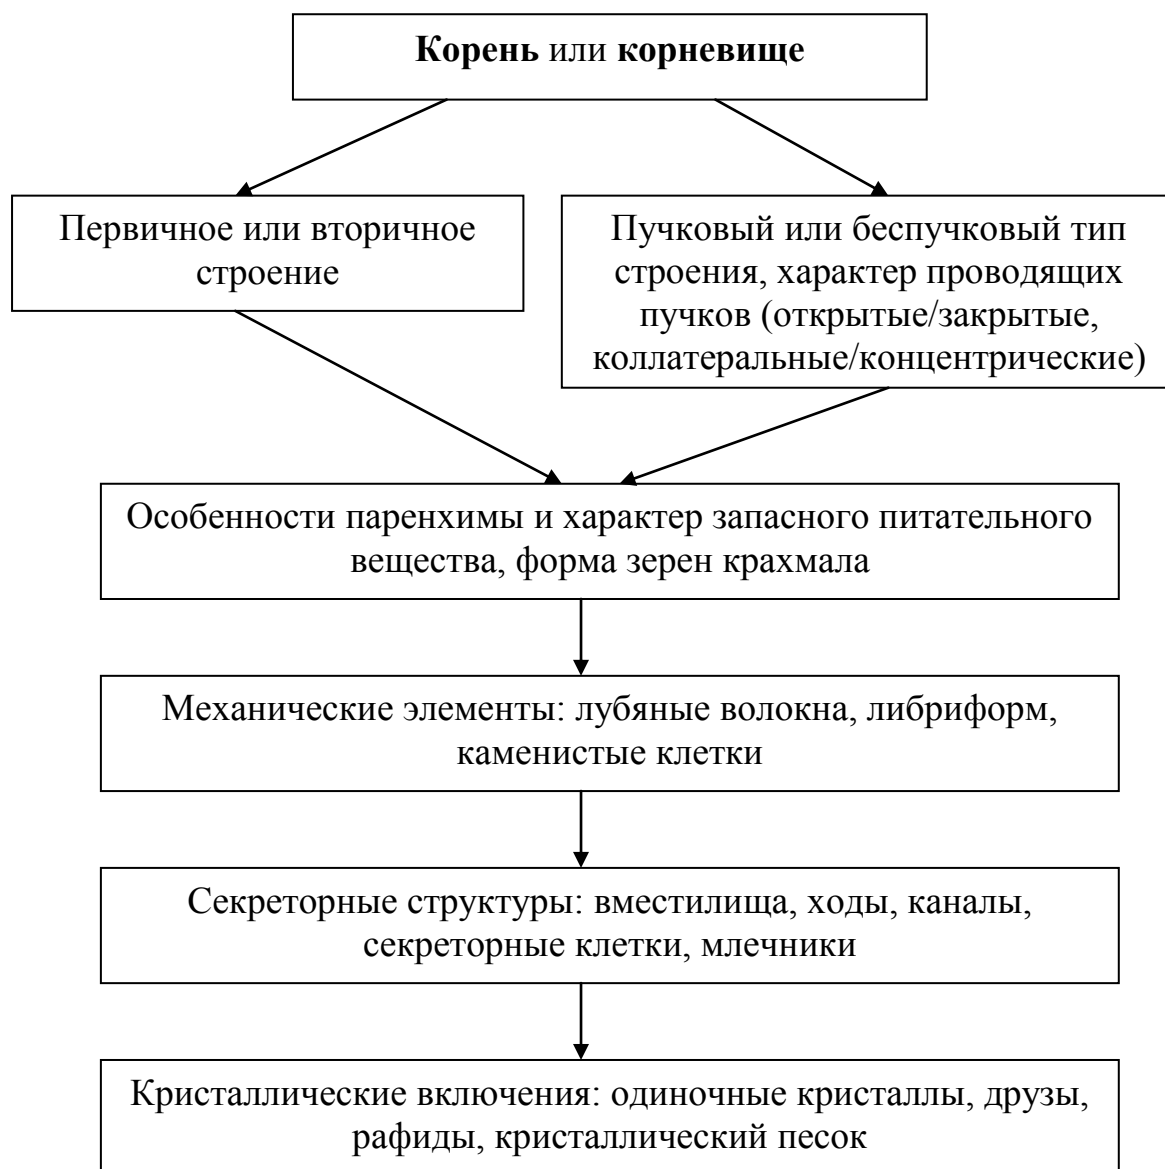 Корень или корневище
Первичное или вторичное
строение
Пучковый или беспучковый тип
строения, характер проводящих
пучков (открытые/закрытые,
коллатеральные/концентрические)
Особенности паренхимы и характер запасного питательного
вещества, форма зерен крахмала
Механические элементы: лубяные волокна, либриформ,
каменистые клетки
Секреторные структуры: вместилища, ходы, каналы,
секреторные клетки, млечники
Кристаллические включения: одиночные кристаллы, друзы,
рафиды, кристаллический песок